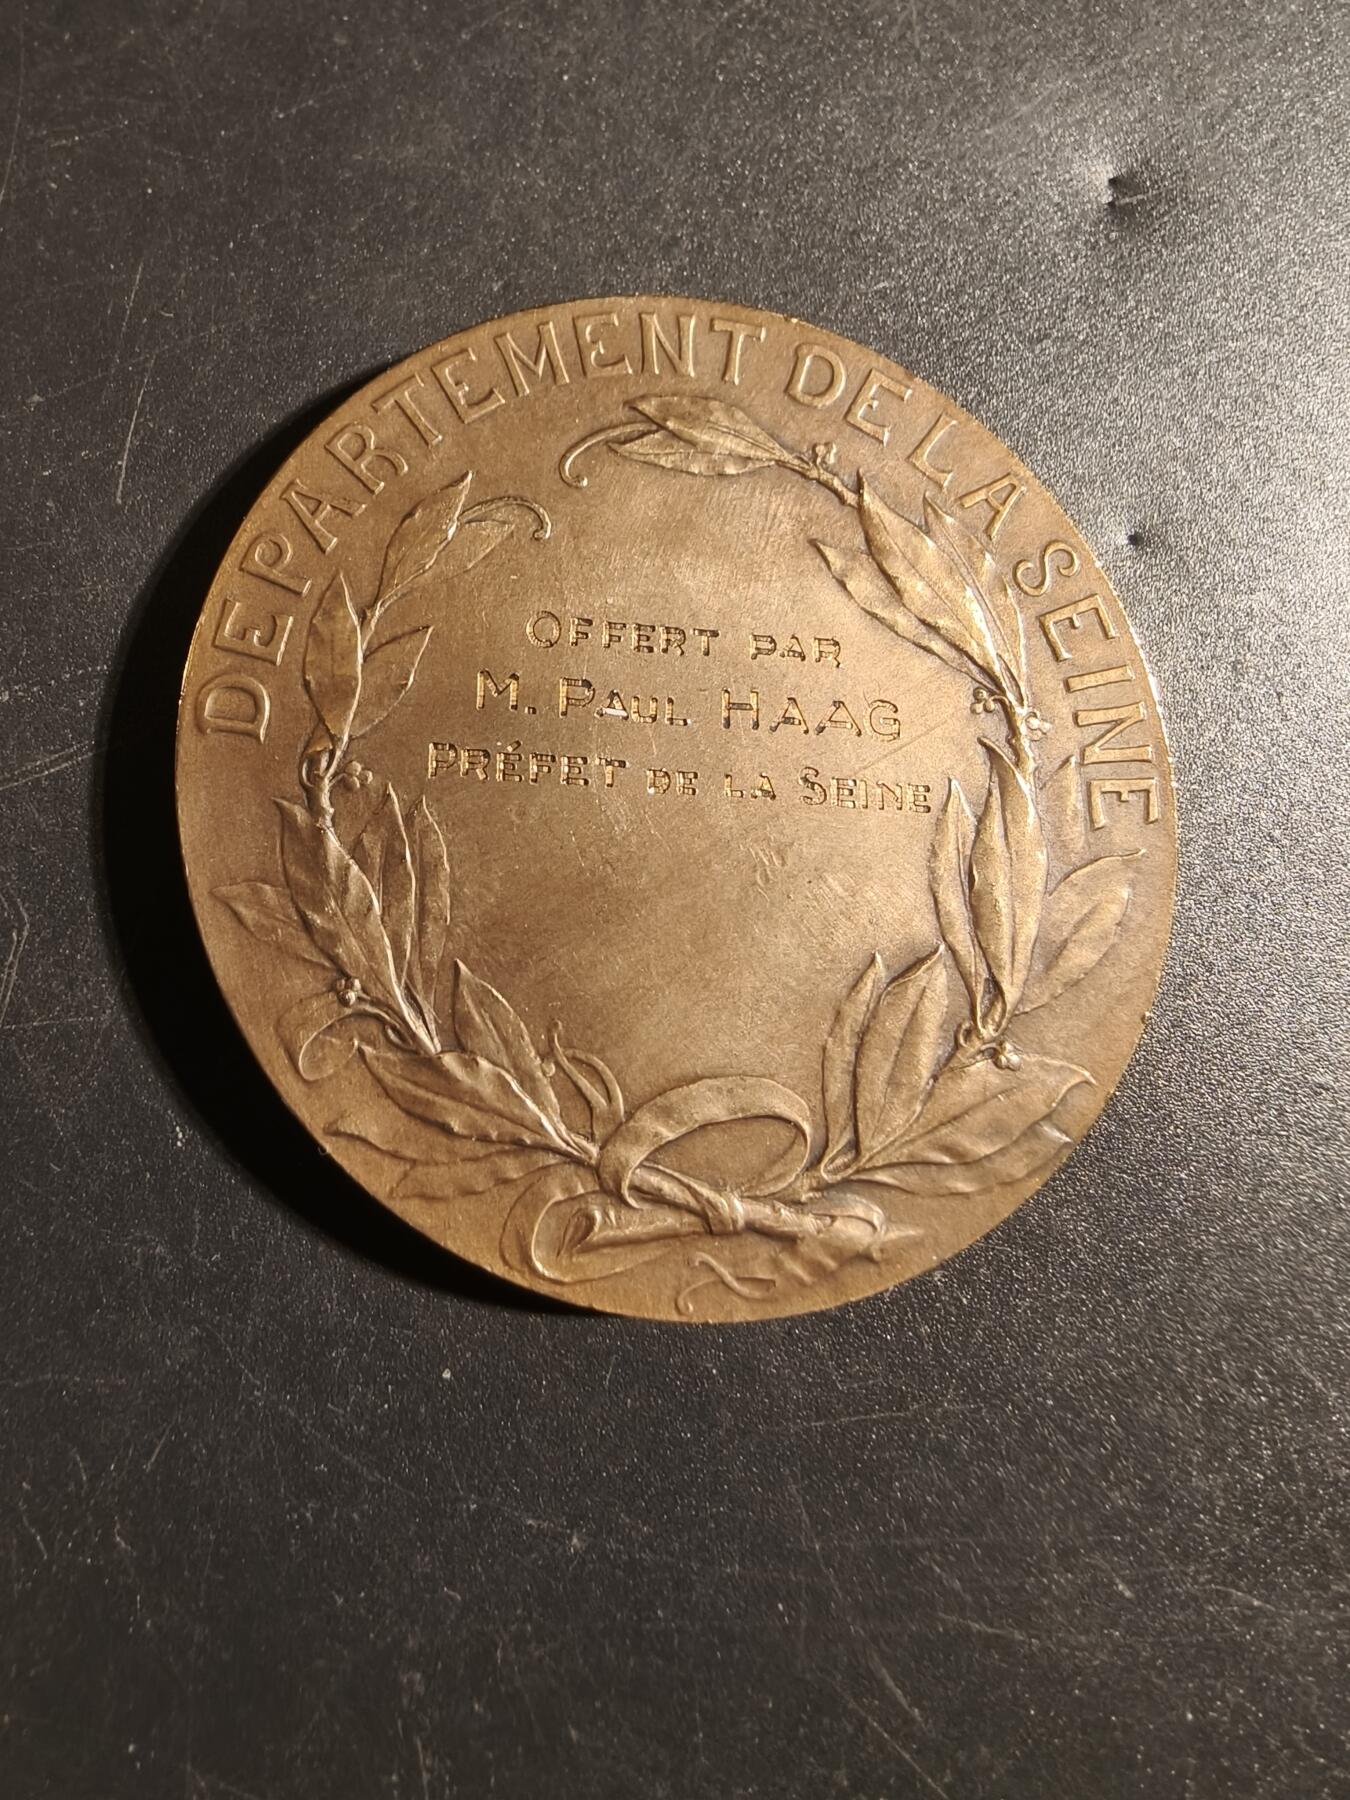 DEPARTEMENT DE LA SEINE
OFFERT PAR
M. PAUL HAAG
PRÉFET DE LA SEINE